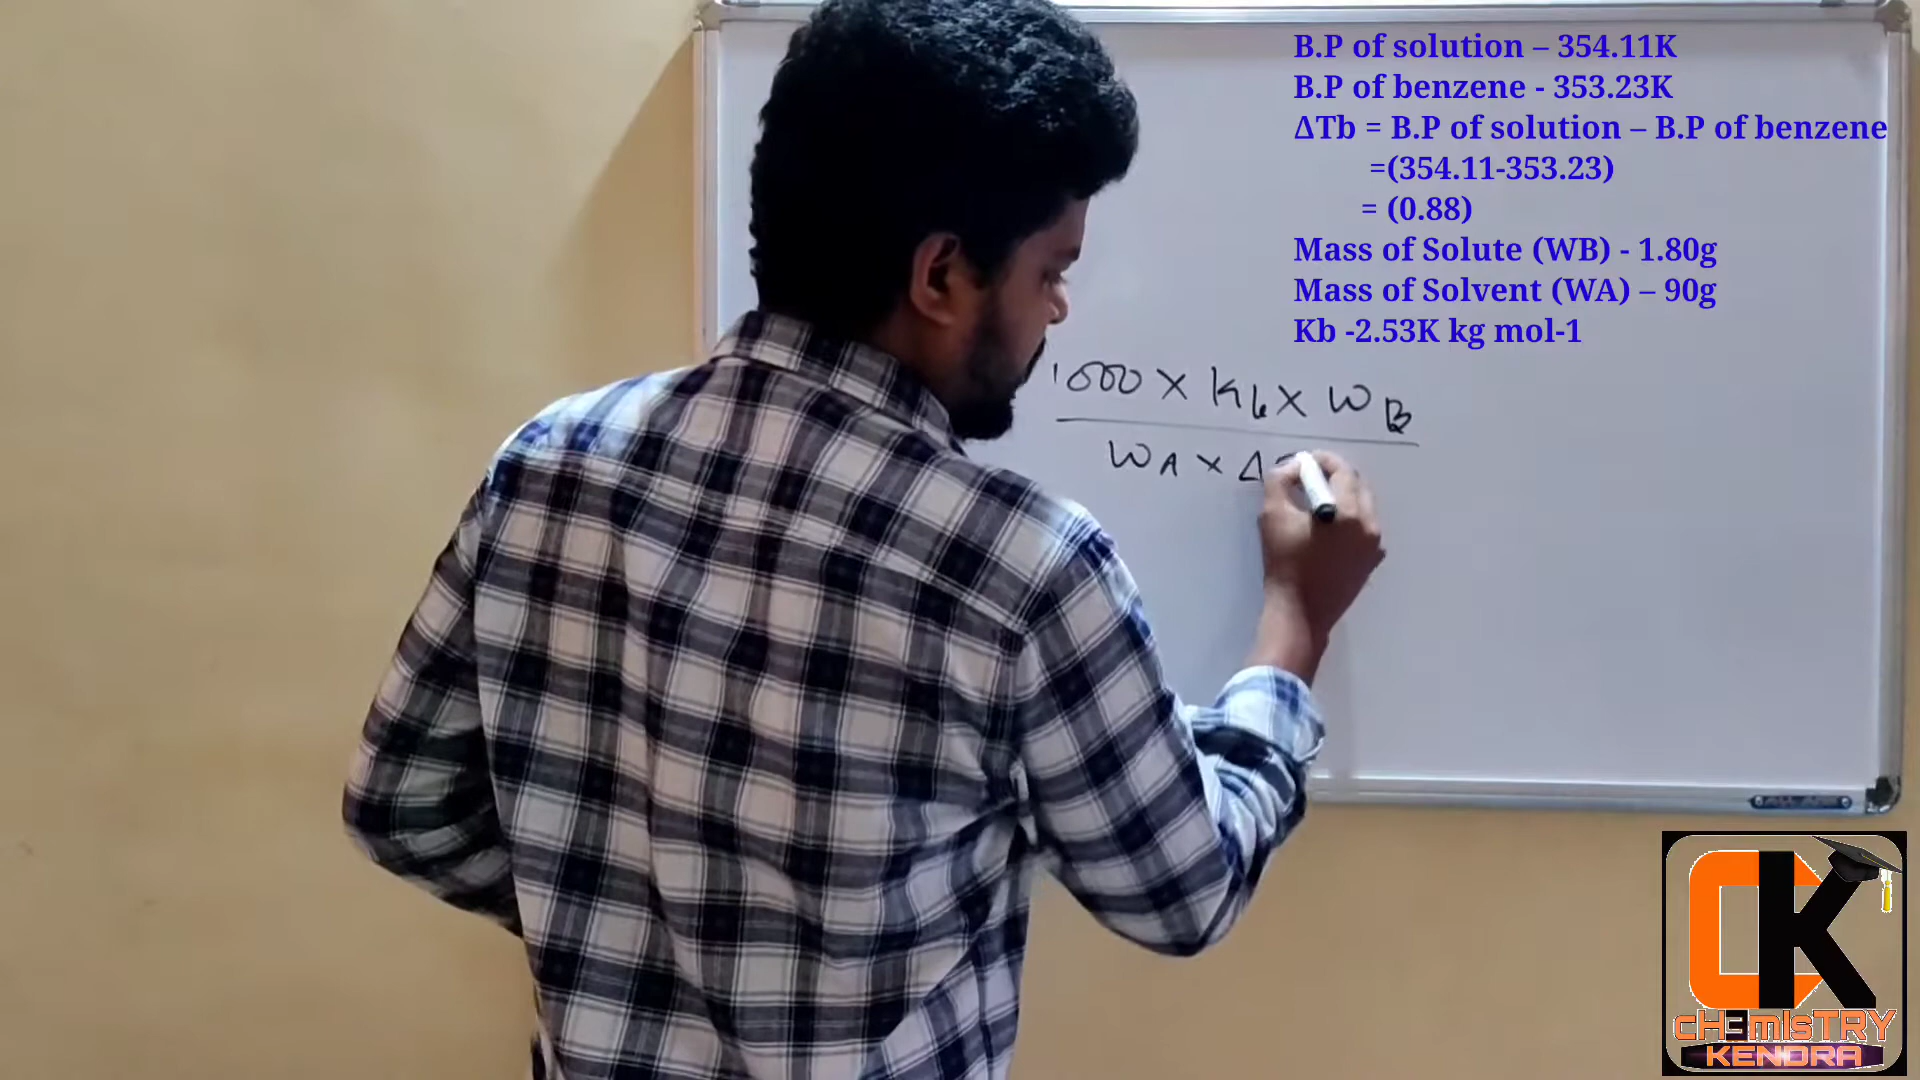 B.P of solution – 354.11K
B.P of benzene - 353.23K
ΔTb = B.P of solution – B.P of benzene
=(354.11-353.23)
= (0.88)
Mass of Solute (WB) - 1.80g
Mass of Solvent (WA) – 90g
Kb -2.53K kg mol-1
1000 × Kb × WB
WA × Δ
CK
CH3mIsTRY
KENDRA